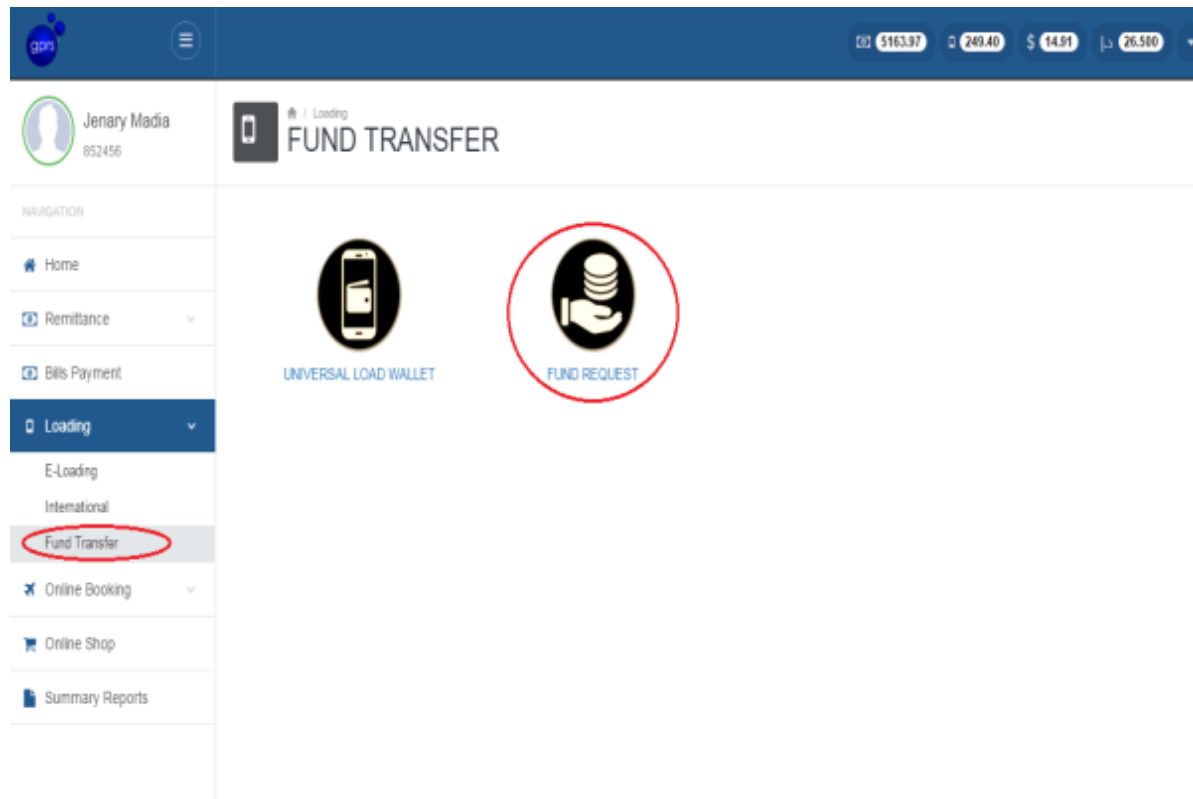 gprs
5163.97
249.40
$ 14.91
د.إ 26.500
Jenary Madia
852456
/ Loading
FUND TRANSFER
NAVIGATION
Home
Remittance
Bills Payment
Loading
E-Loading
International
Fund Transfer
Online Booking
Online Shop
Summary Reports
UNIVERSAL LOAD WALLET
FUND REQUEST